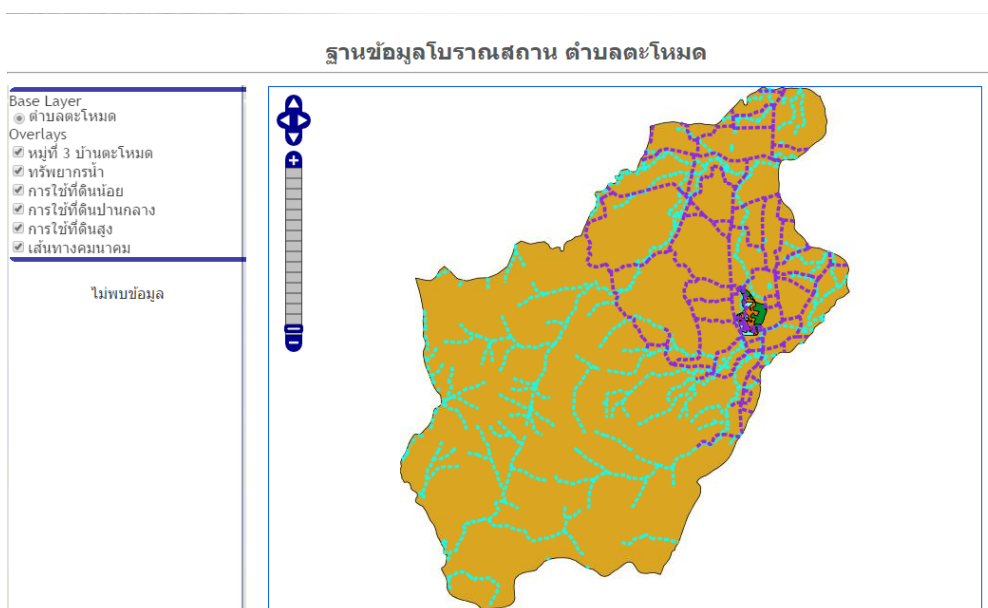 ฐานข้อมูลโบราณสถาน ตำบลตะโหมด
Base Layer
ตำบลตะโหมด
Overlays
หมู่ที่ 3 บ้านตะโหมด
ทรัพยากรน้ำ
การใช้ที่ดินน้อย
การใช้ที่ดินปานกลาง
การใช้ที่ดินสูง
เส้นทางคมนาคม
ไม่พบข้อมูล